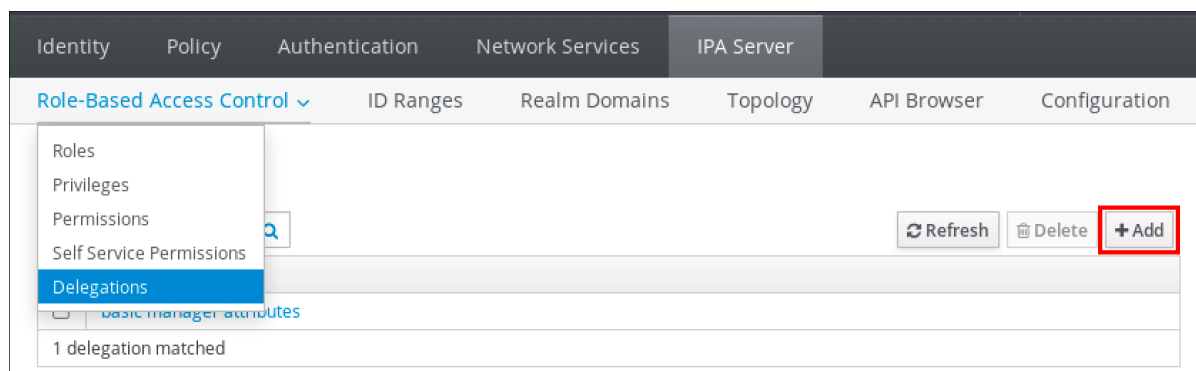 Identity Policy Authentication Network Services IPA Server
Role-Based Access Control ID Ranges Realm Domains Topology API Browser Configuration
Roles
Privileges
Permissions
Self Service Permissions
Delegations
Refresh Delete +Add
basic manager attributes
1 delegation matched